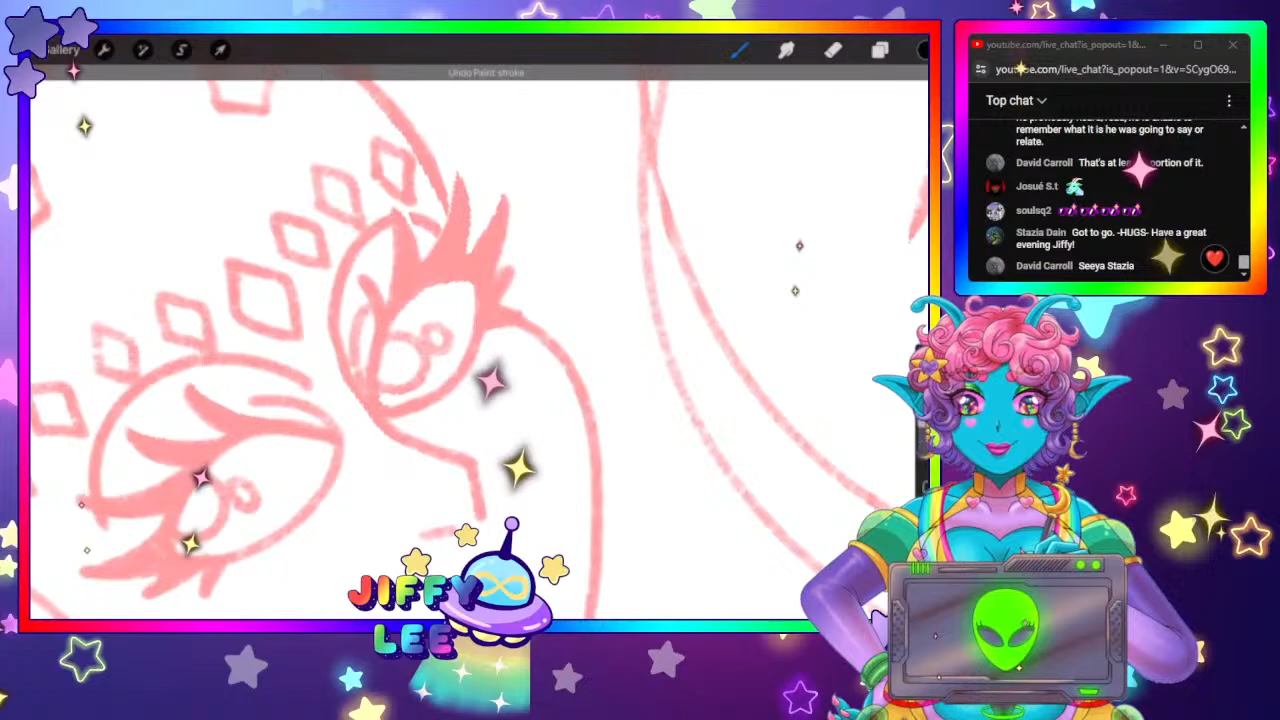 Gallery
Undo Paint stroke
youtube.com/live_chat?is_popout=1&...
youtube.com/live_chat?is_popout=1&v=SCygO69...
Top chat
remember what it is he was going to say or
relate.
David Carroll That's at portion of it.
Josué S.t
soulsq2
Stazia Dain Got to go. -HUGS- Have a great
evening Jiffy!
David Carroll Seeya Stazia
JIFFY
LEE